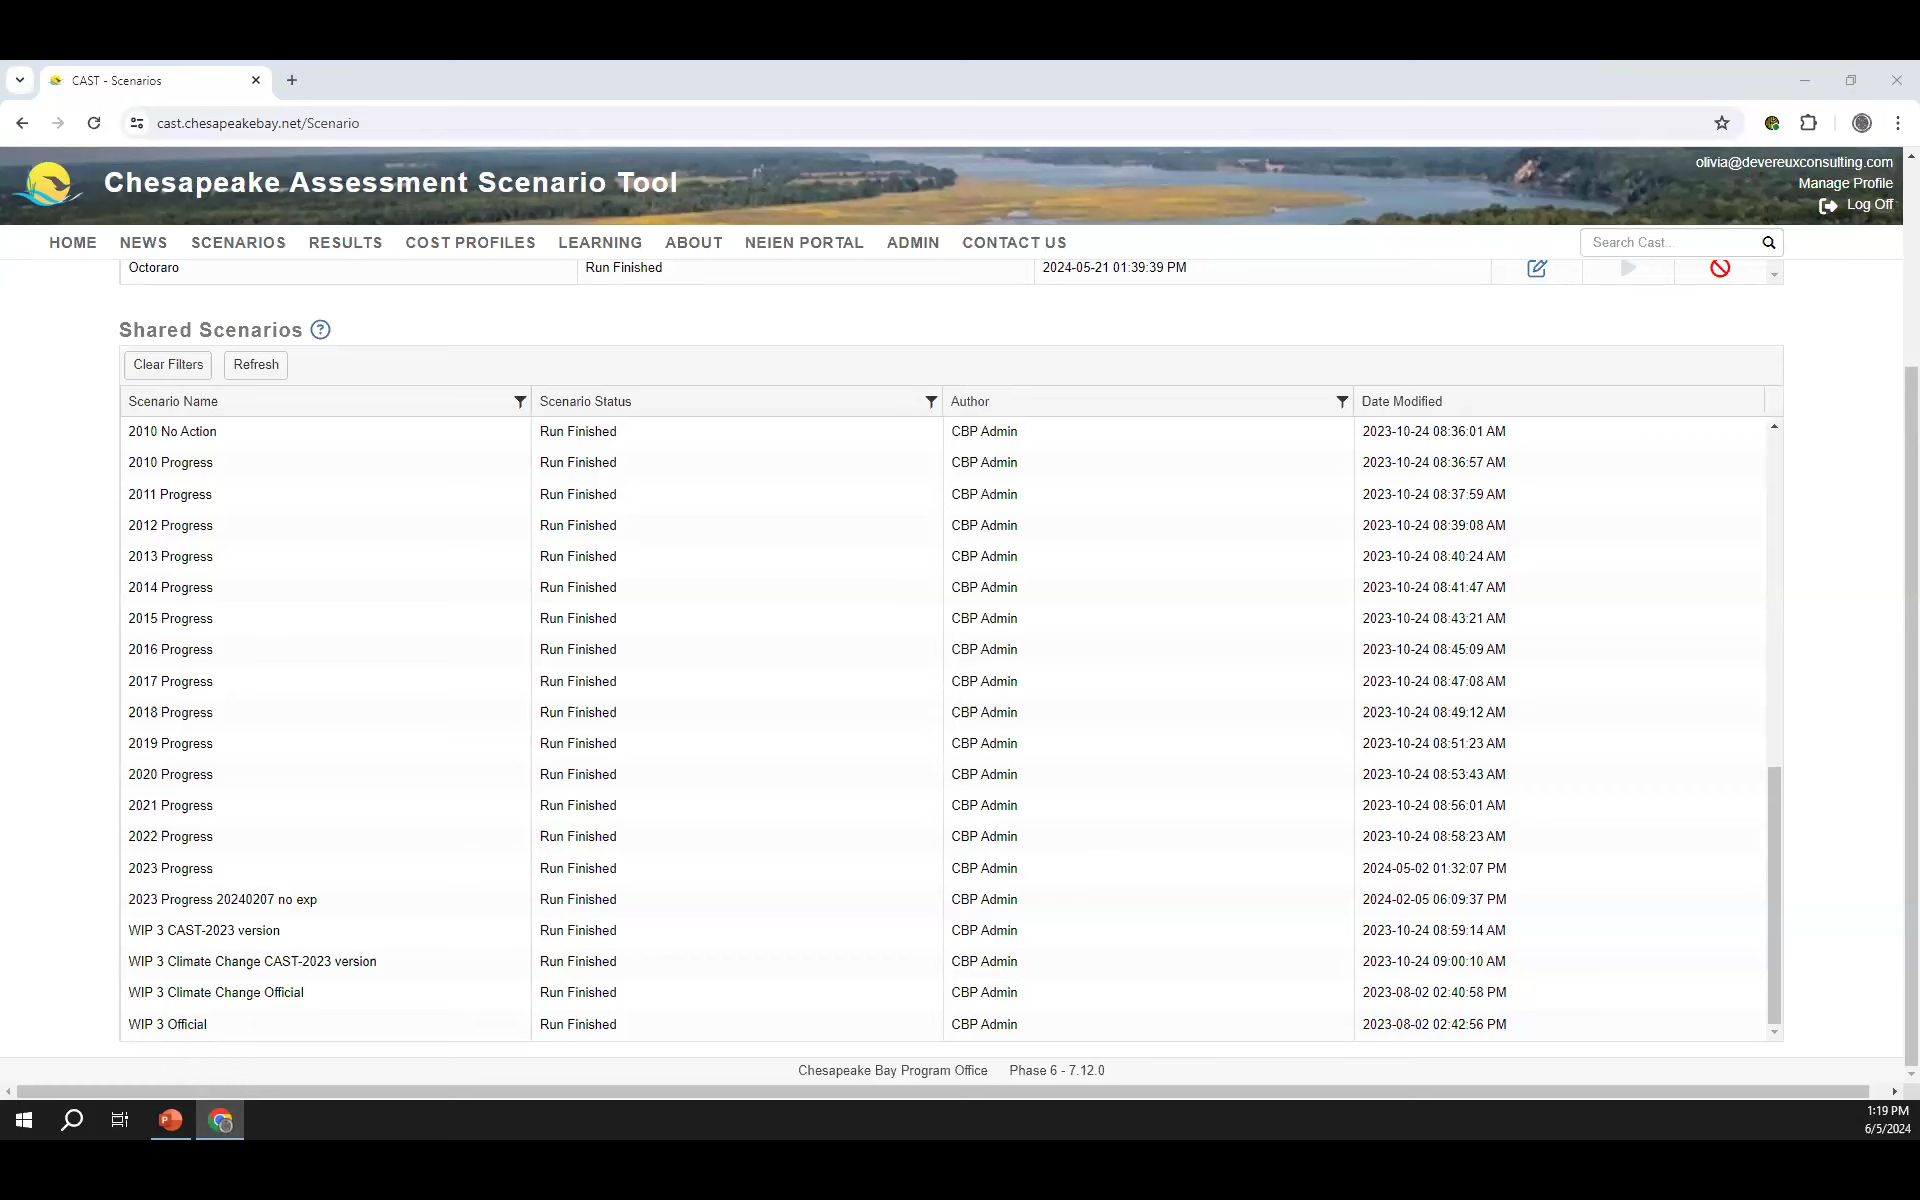 CAST - Scenarios
cast.chesapeakebay.net/Scenario
olivia@devereuxconsulting.com
Chesapeake Assessment Scenario Tool
Manage Profile
Log Off
HOME NEWS SCENARIOS RESULTS COST PROFILES LEARNING ABOUT NEIEN PORTAL ADMIN CONTACT US Search Cast...
Octoraro Run Finished 2024-05-21 01:39:39 PM
Shared Scenarios ?
Clear Filters Refresh
Scenario Name Scenario Status Author Date Modified
2010 No Action Run Finished CBP Admin 2023-10-24 08:36:01 AM
2010 Progress Run Finished CBP Admin 2023-10-24 08:36:57 AM
2011 Progress Run Finished CBP Admin 2023-10-24 08:37:59 AM
2012 Progress Run Finished CBP Admin 2023-10-24 08:39:08 AM
2013 Progress Run Finished CBP Admin 2023-10-24 08:40:24 AM
2014 Progress Run Finished CBP Admin 2023-10-24 08:41:47 AM
2015 Progress Run Finished CBP Admin 2023-10-24 08:43:21 AM
2016 Progress Run Finished CBP Admin 2023-10-24 08:45:09 AM
2017 Progress Run Finished CBP Admin 2023-10-24 08:47:08 AM
2018 Progress Run Finished CBP Admin 2023-10-24 08:49:12 AM
2019 Progress Run Finished CBP Admin 2023-10-24 08:51:23 AM
2020 Progress Run Finished CBP Admin 2023-10-24 08:53:43 AM
2021 Progress Run Finished CBP Admin 2023-10-24 08:56:01 AM
2022 Progress Run Finished CBP Admin 2023-10-24 08:58:23 AM
2023 Progress Run Finished CBP Admin 2024-05-02 01:32:07 PM
2023 Progress 20240207 no exp Run Finished CBP Admin 2024-02-05 06:09:37 PM
WIP 3 CAST-2023 version Run Finished CBP Admin 2023-10-24 08:59:14 AM
WIP 3 Climate Change CAST-2023 version Run Finished CBP Admin 2023-10-24 09:00:10 AM
WIP 3 Climate Change Official Run Finished CBP Admin 2023-08-02 02:40:58 PM
WIP 3 Official Run Finished CBP Admin 2023-08-02 02:42:56 PM
Chesapeake Bay Program Office Phase 6 - 7.12.0
1:19 PM
6/5/2024